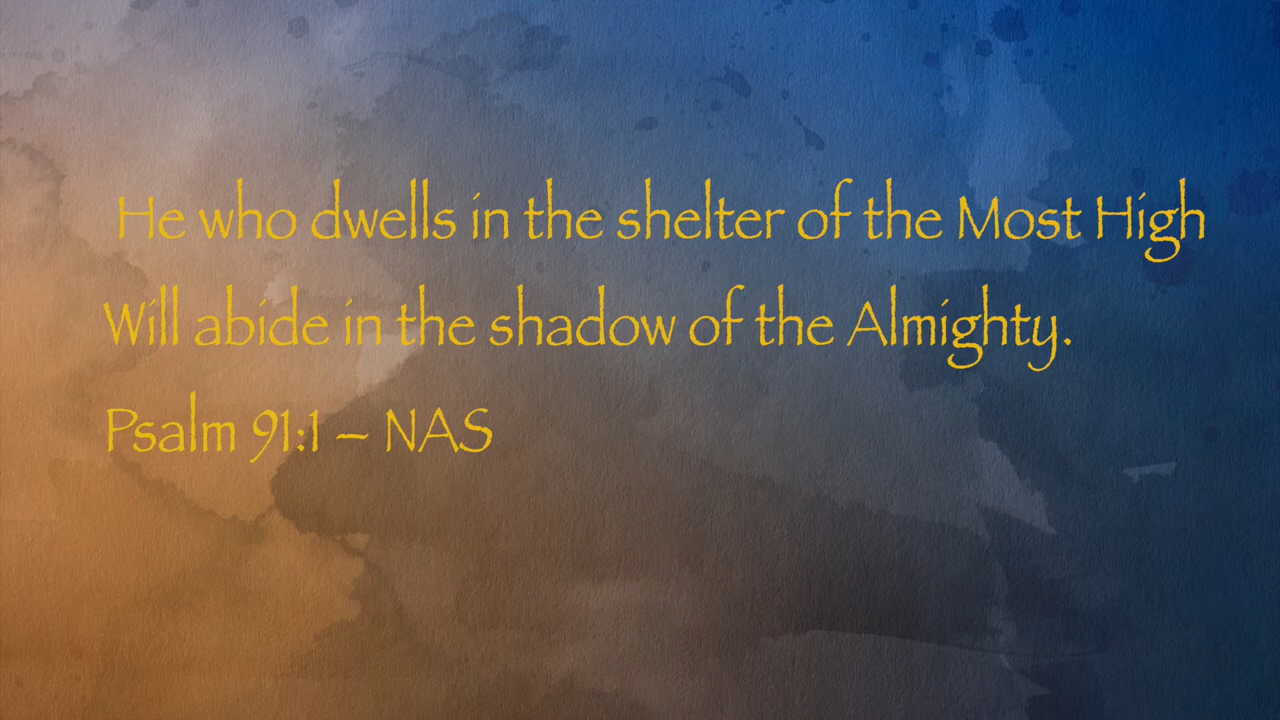 He who dwells in the shelter of the Most High
Will abide in the shadow of the Almighty.
Psalm 91:1 – NAS